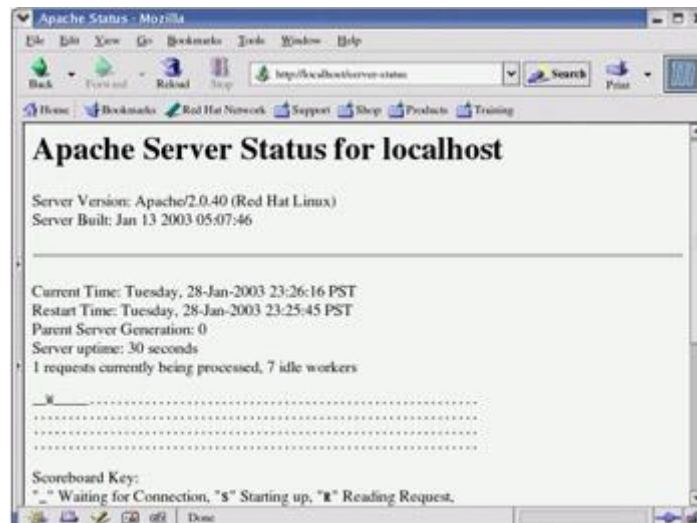 Apache Status - Mozilla
File Edit View Go Bookmarks Tools Window Help
Back Forward Reload Stop http://localhost/server-status Search Print
Home Bookmarks Red Hat Network Support Shop Products Training
Apache Server Status for localhost
Server Version: Apache/2.0.40 (Red Hat Linux)
Server Built: Jan 13 2003 05:07:46
Current Time: Tuesday, 28-Jan-2003 23:26:16 PST
Restart Time: Tuesday, 28-Jan-2003 23:25:45 PST
Parent Server Generation: 0
Server uptime: 30 seconds
1 requests currently being processed, 7 idle workers
__W_____........................................................
................................................................
................................................................
................................................................
Scoreboard Key:
"_" Waiting for Connection, "S" Starting up, "R" Reading Request,
Done